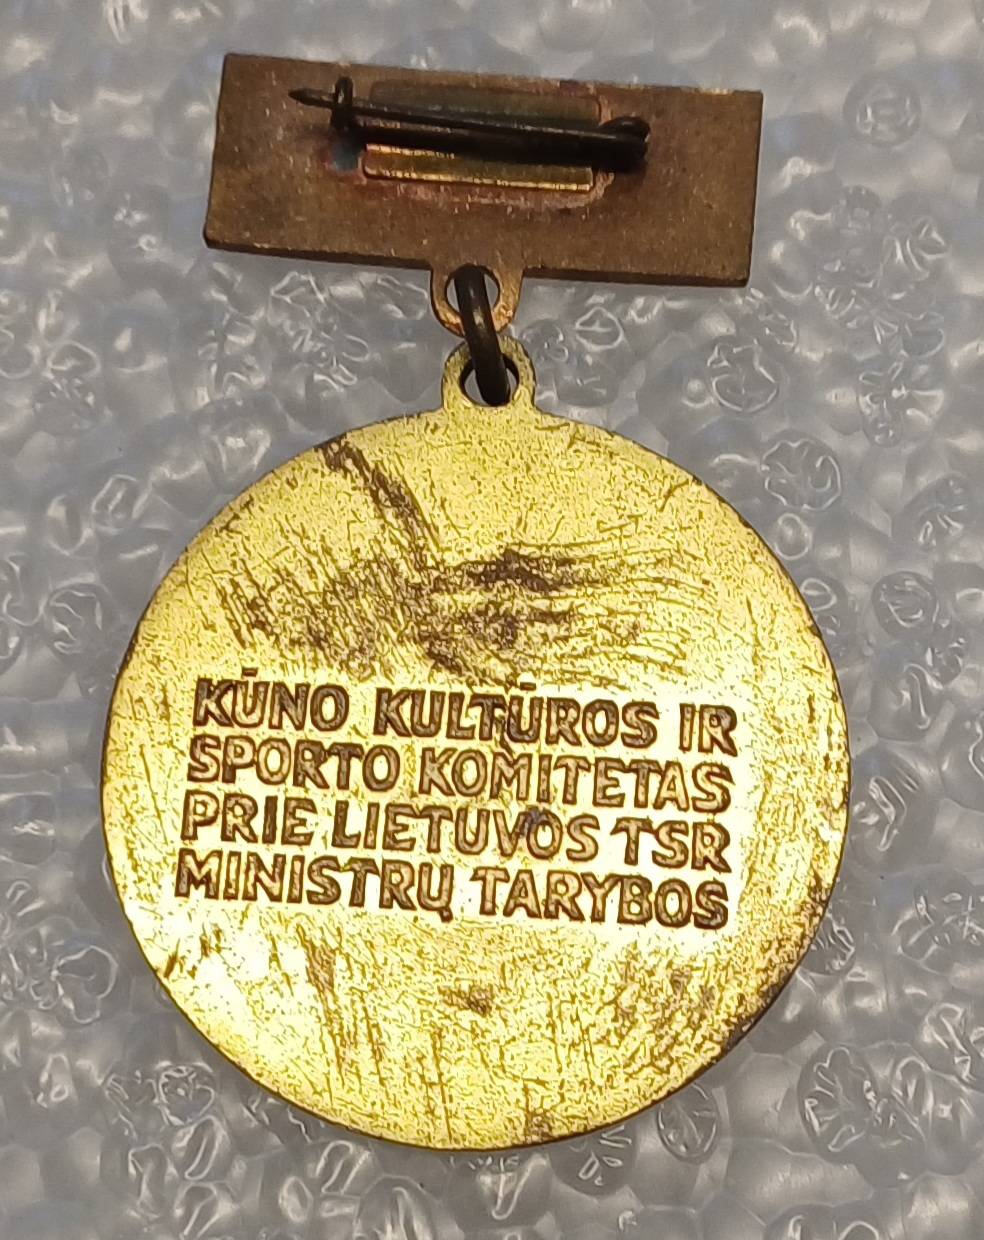 KŪNO KULTŪROS IR
SPORTO KOMITETAS
PRIE LIETUVOS TSR
MINISTRŲ TARYBOS